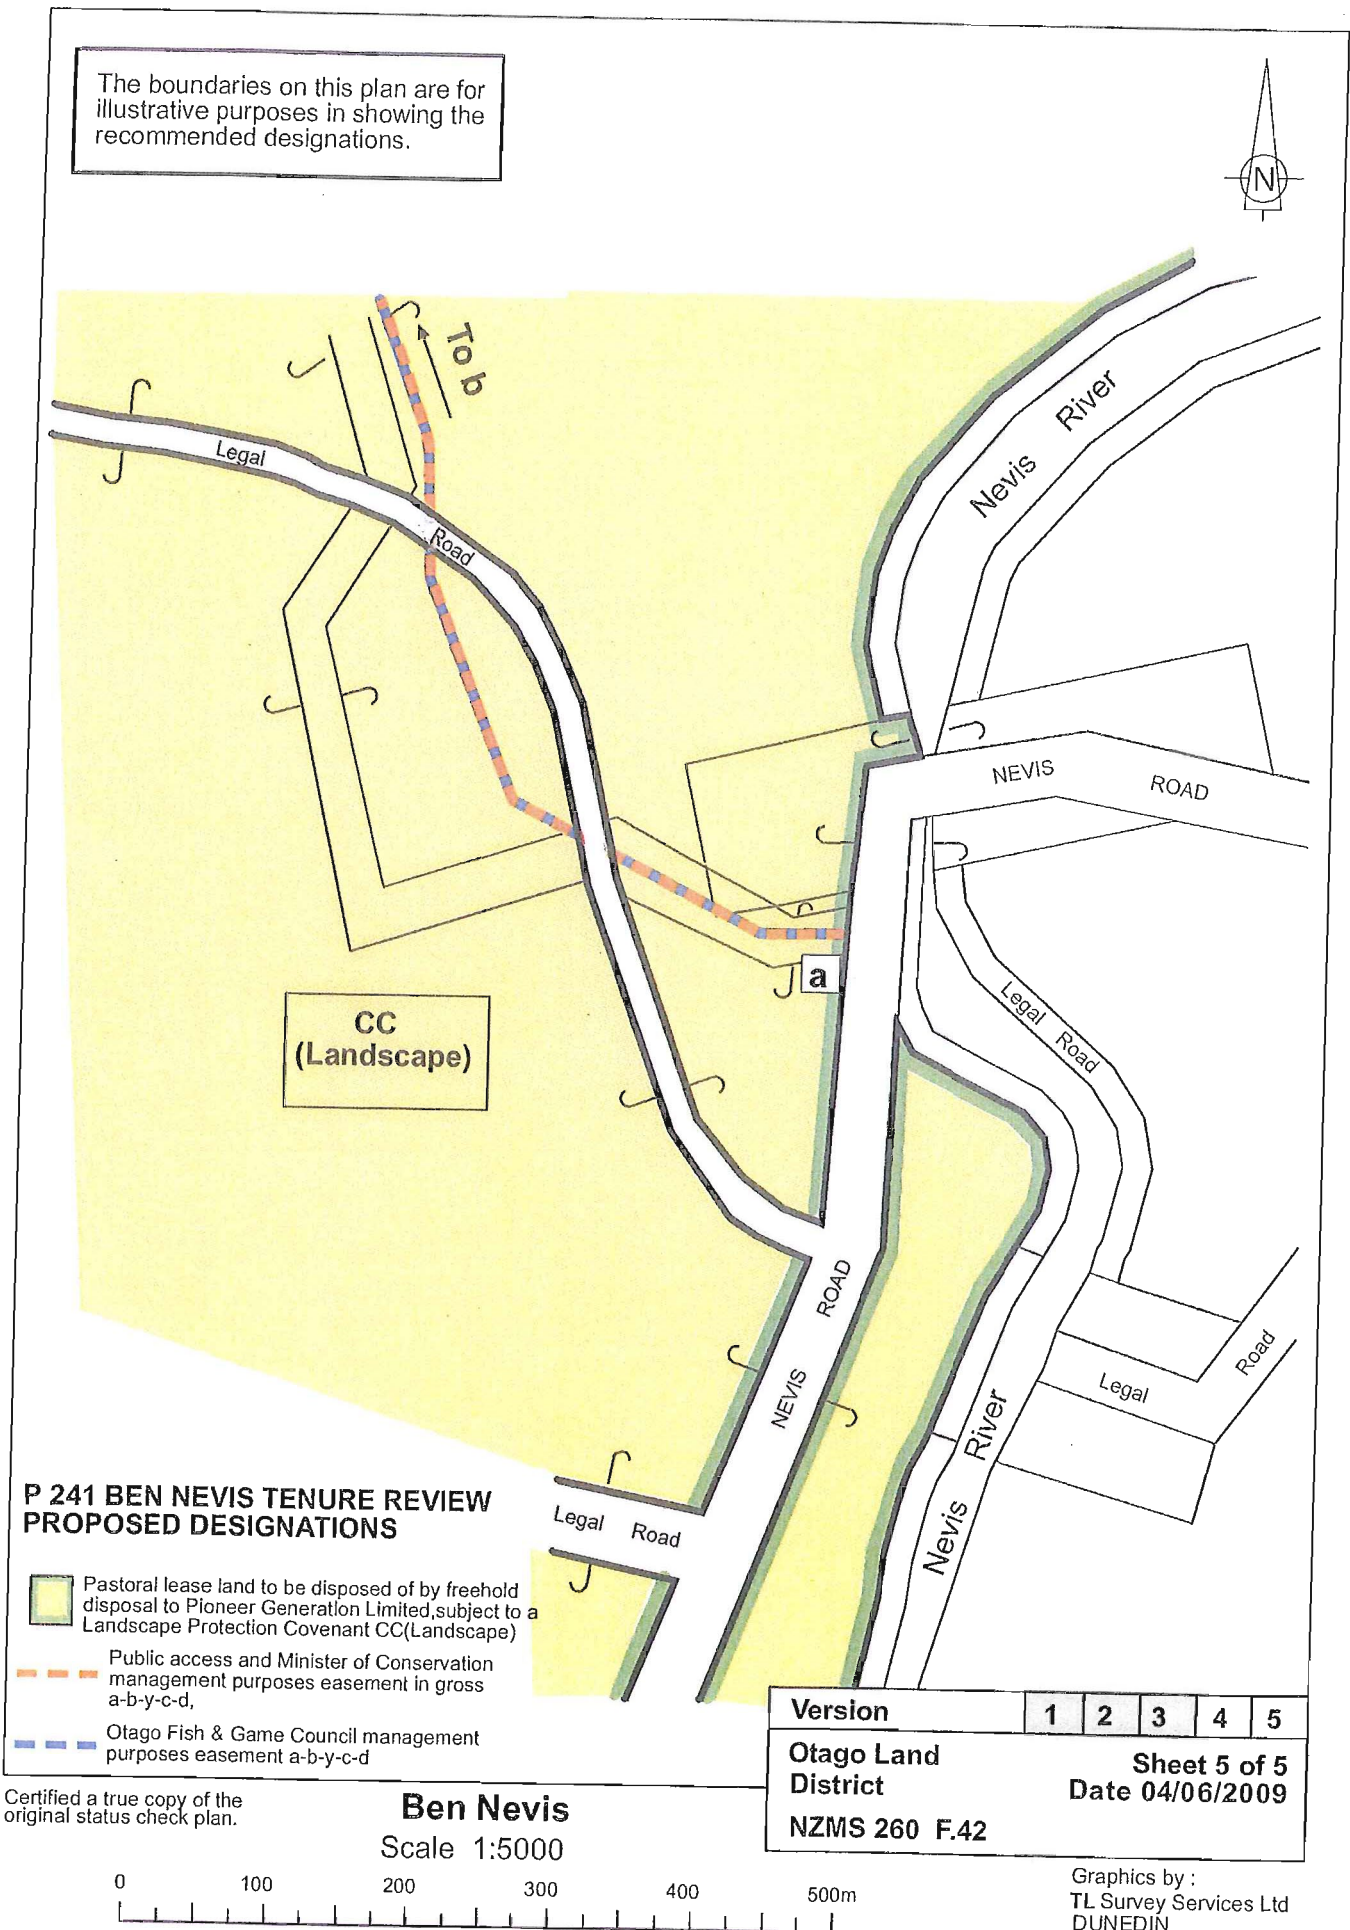 The boundaries on this plan are for
illustrative purposes in showing the
recommended designations.
N
To b
Legal
Road
Nevis
River
NEVIS
ROAD
a
Legal
Road
CC
(Landscape)
NEVIS
ROAD
Legal
Road
Nevis
River
Legal
Road
P 241 BEN NEVIS TENURE REVIEW
PROPOSED DESIGNATIONS
Pastoral lease land to be disposed of by freehold
disposal to Pioneer Generation Limited,subject to a
Landscape Protection Covenant CC(Landscape)
Public access and Minister of Conservation
management purposes easement in gross
a-b-y-c-d,
Otago Fish & Game Council management
purposes easement a-b-y-c-d
Version 1 2 3 4 5
Otago Land
District
Sheet 5 of 5
Date 04/06/2009
NZMS 260 F.42
Certified a true copy of the
original status check plan.
Ben Nevis
Scale 1:5000
0 100 200 300 400 500m
Graphics by :
TL Survey Services Ltd
DUNEDIN